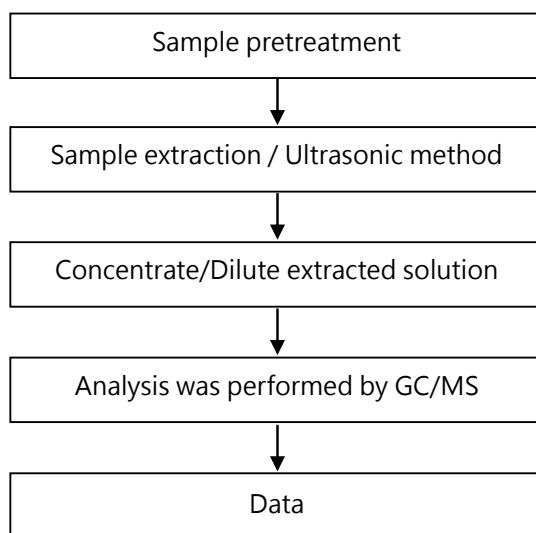 Sample pretreatment
Sample extraction / Ultrasonic method
Concentrate/Dilute extracted solution
Analysis was performed by GC/MS
Data